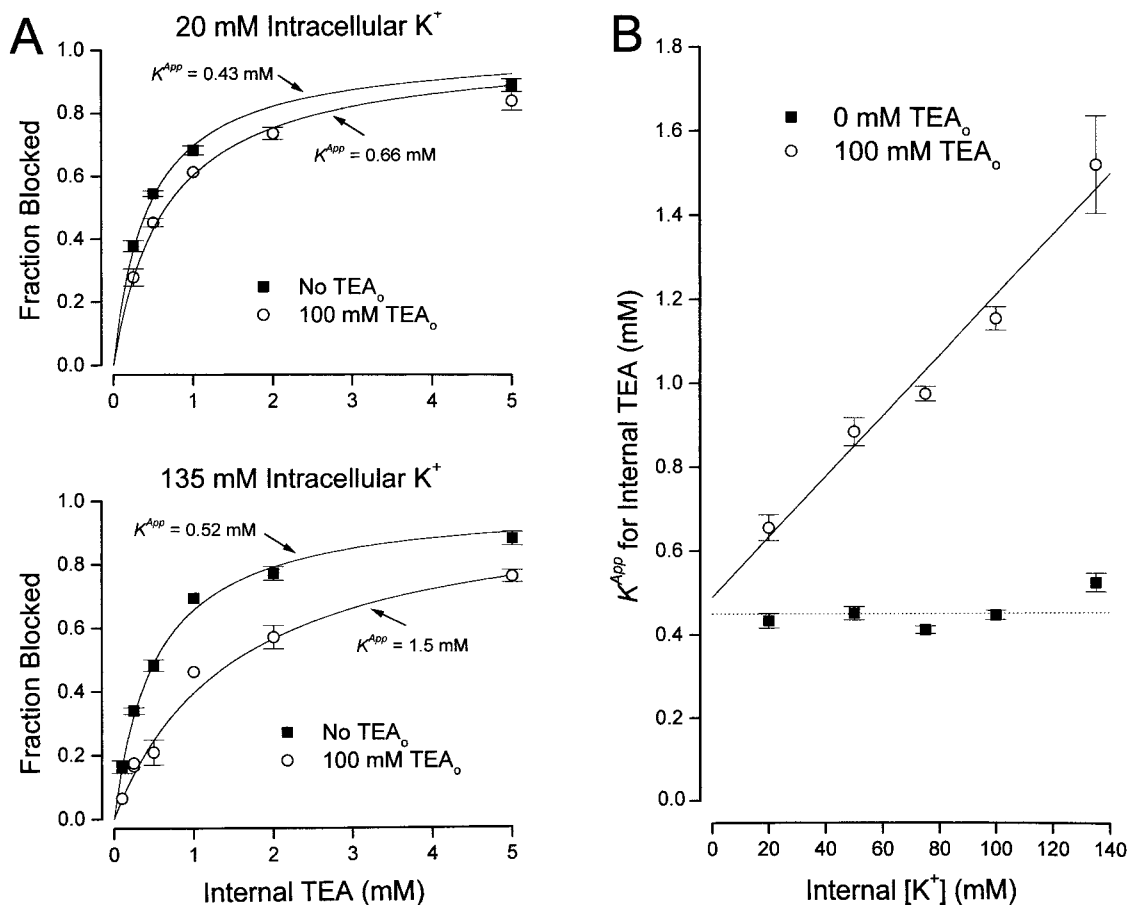 A
20 mM Intracellular K⁺
1.0
0.8
0.6
0.4
0.2
0.0
Fraction Blocked
K^App = 0.43 mM
K^App = 0.66 mM
No TEAₒ
100 mM TEAₒ
0 1 2 3 4 5
135 mM Intracellular K⁺
1.0
0.8
0.6
0.4
0.2
0.0
Fraction Blocked
K^App = 0.52 mM
K^App = 1.5 mM
No TEAₒ
100 mM TEAₒ
0 1 2 3 4 5
Internal TEA (mM)
B
1.8
1.6
1.4
1.2
1.0
0.8
0.6
0.4
0.2
0.0
K^App for Internal TEA (mM)
0 mM TEAₒ
100 mM TEAₒ
0 20 40 60 80 100 120 140
Internal [K⁺] (mM)